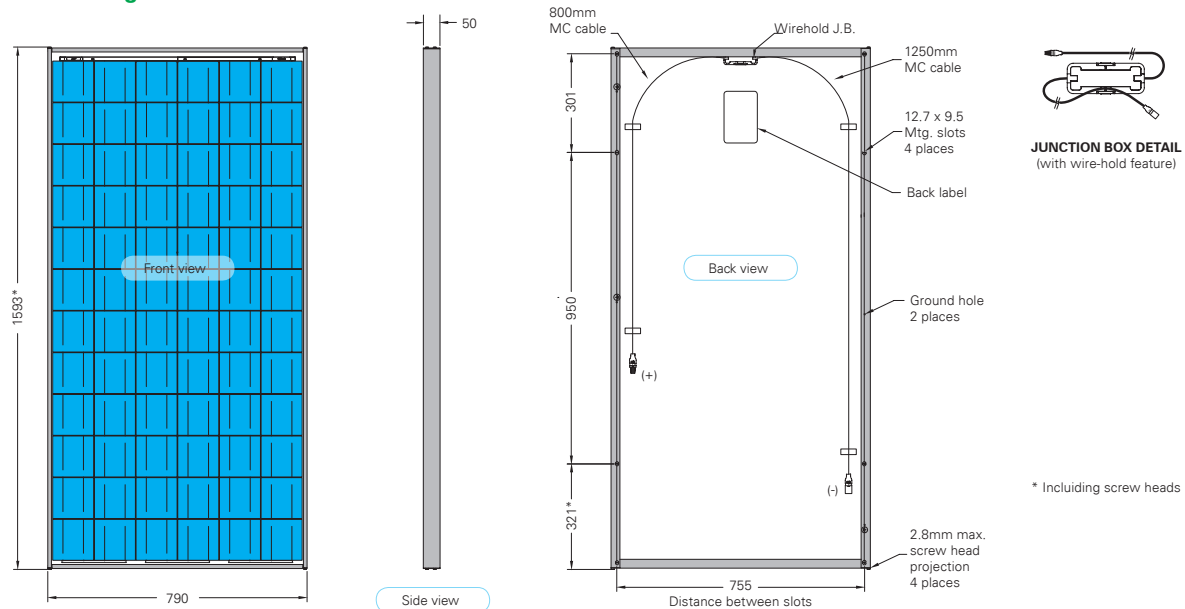 50
1593*
Front view
790
Side view
800mm
MC cable
Wirehold J.B.
1250mm
MC cable
301
12.7 x 9.5
Mtg. slots
4 places
Back label
950
Back view
Ground hole
2 places
(+)
(-)
321*
2.8mm max.
screw head
projection
4 places
755
Distance between slots
JUNCTION BOX DETAIL
(with wire-hold feature)
* Incluiding screw heads